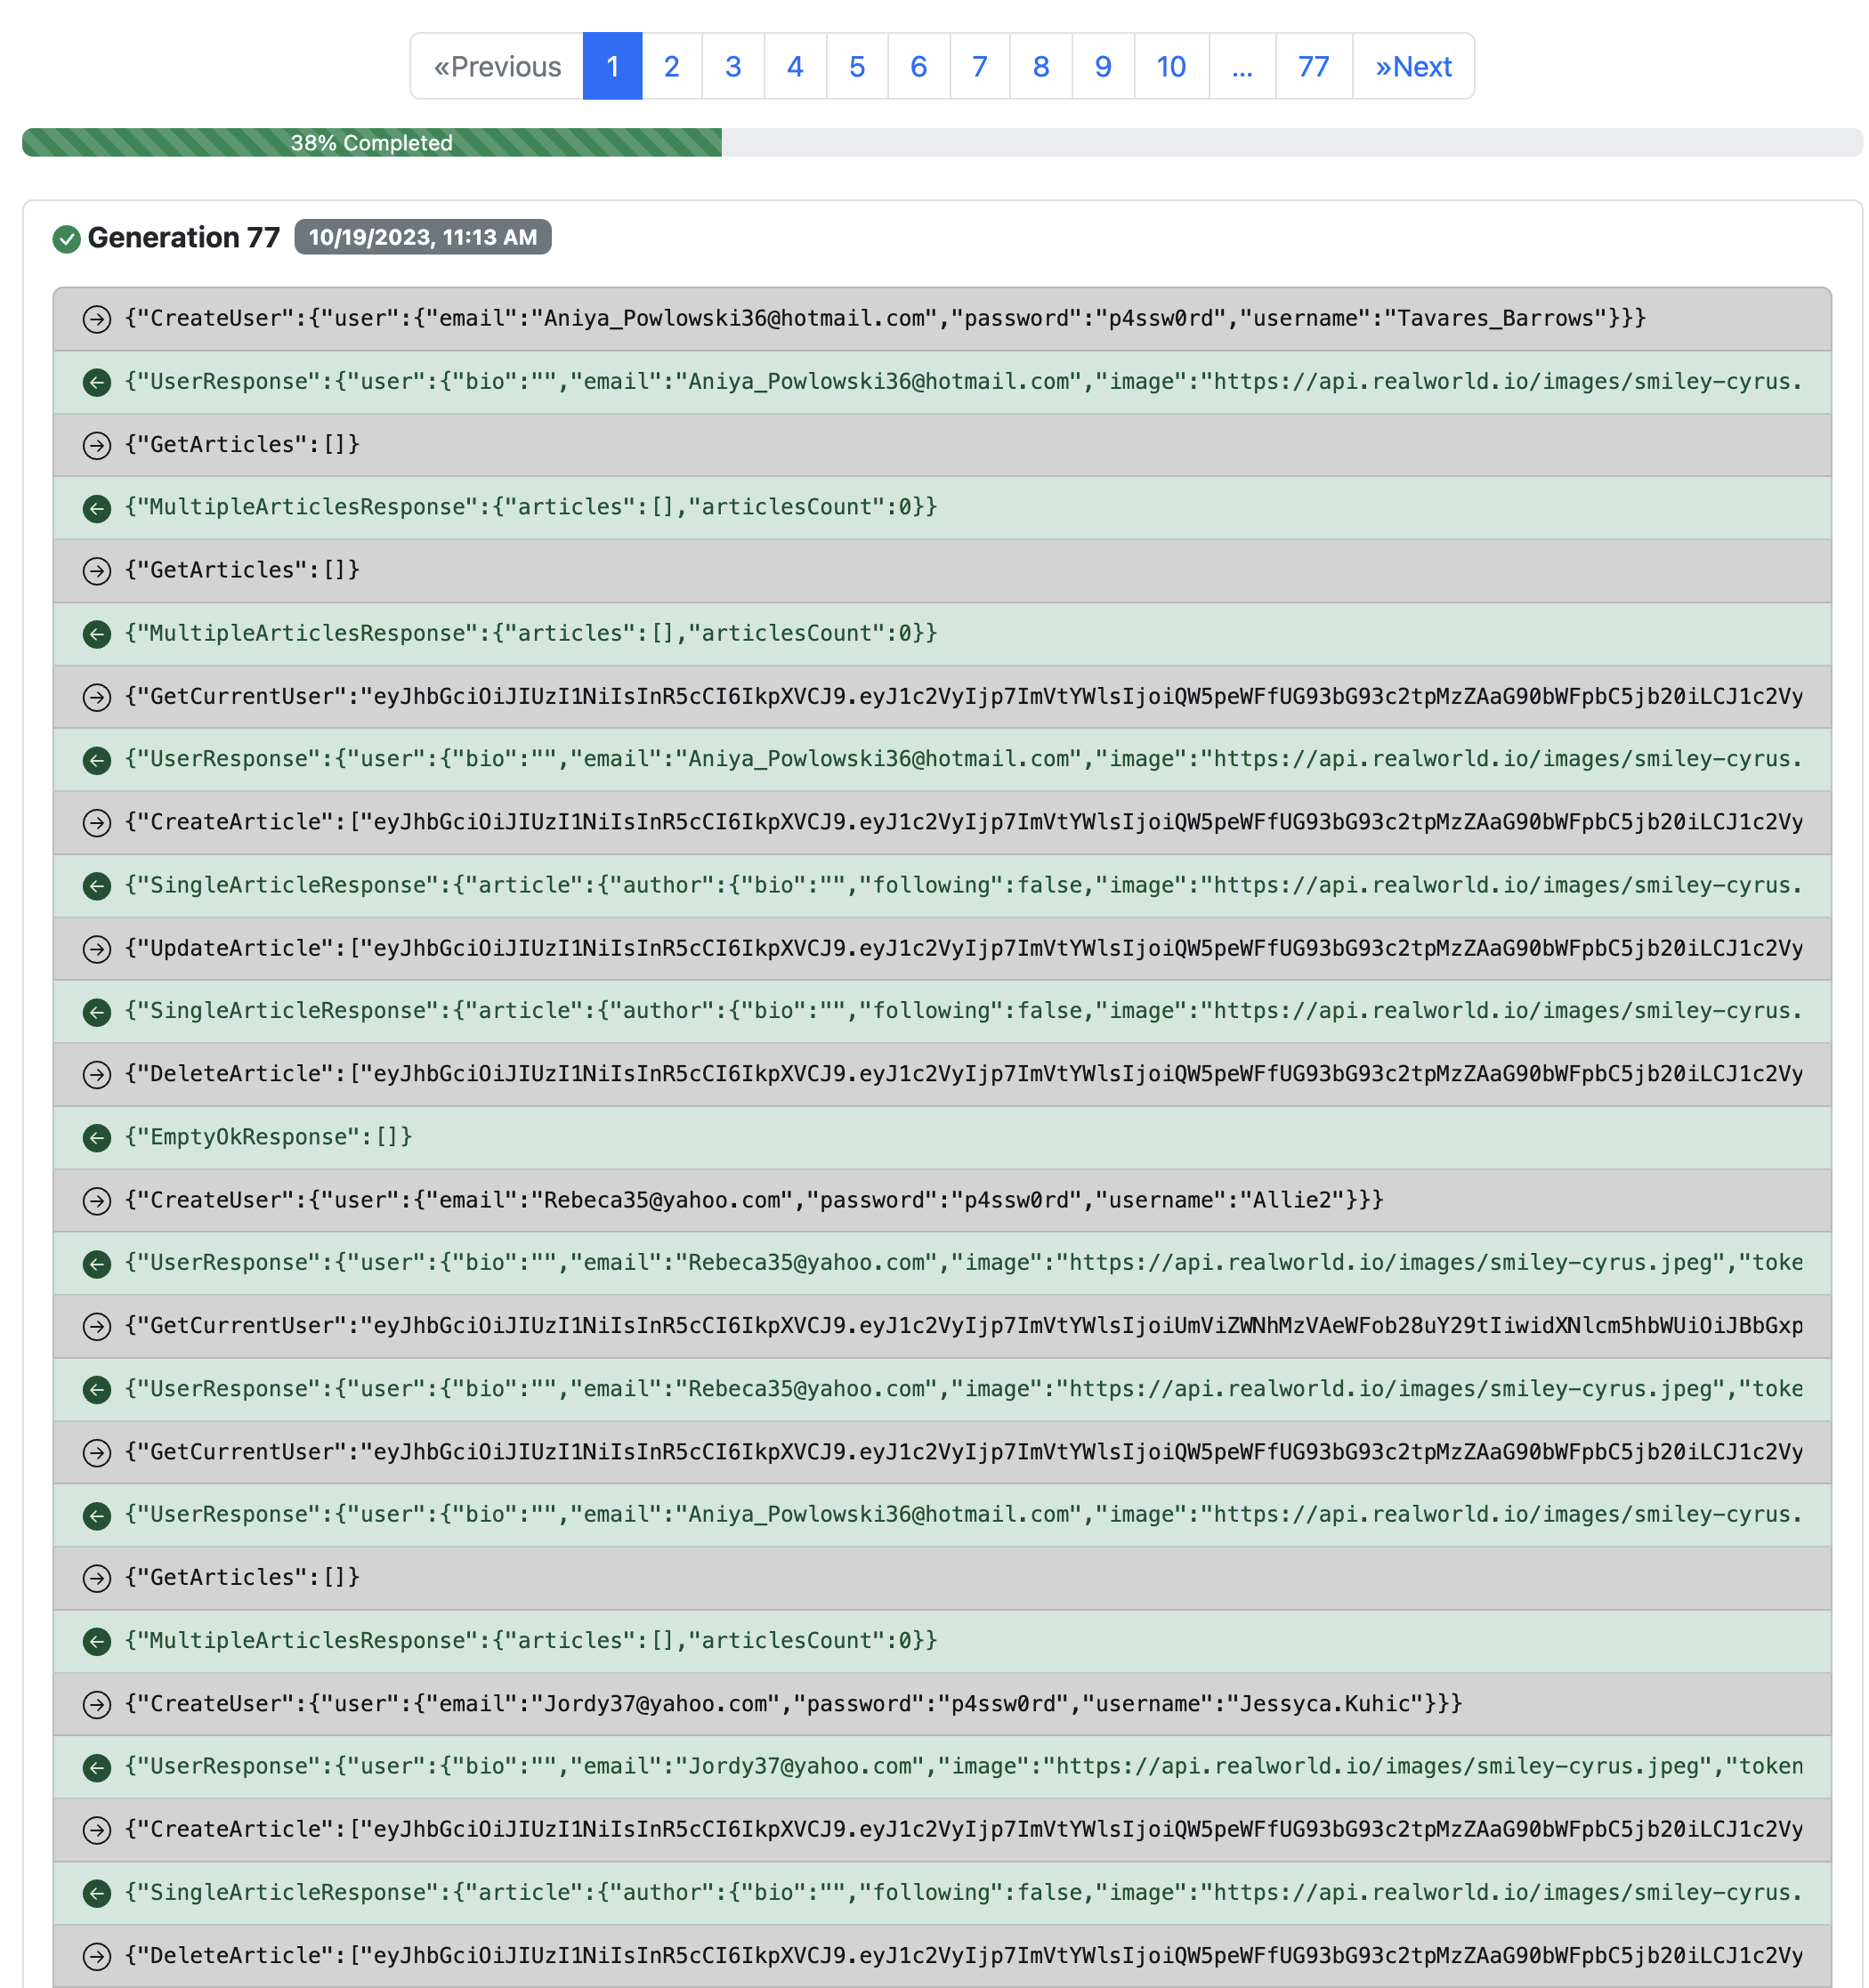 «Previous 1 2 3 4 5 6 7 8 9 10 ... 77 »Next
38% Completed
Generation 77 10/19/2023, 11:13 AM
{"CreateUser":{"user":{"email":"Aniya_Powlowski36@hotmail.com","password":"p4ssw0rd","username":"Tavares_Barrows"}}}
{"UserResponse":{"user":{"bio":"","email":"Aniya_Powlowski36@hotmail.com","image":"https://api.realworld.io/images/smiley-cyrus.
{"GetArticles":[]}
{"MultipleArticlesResponse":{"articles":[],"articlesCount":0}}
{"GetArticles":[]}
{"MultipleArticlesResponse":{"articles":[],"articlesCount":0}}
{"GetCurrentUser":"eyJhbGciOiJIUzI1NiIsInR5cCI6IkpXVCJ9.eyJ1c2VyIjp7ImVtYWlsIjoiQW5peWFfUG93bG93c2tpMzZAaG90bWFpbC5jb20iLCJ1c2Vy
{"UserResponse":{"user":{"bio":"","email":"Aniya_Powlowski36@hotmail.com","image":"https://api.realworld.io/images/smiley-cyrus.
{"CreateArticle":["eyJhbGciOiJIUzI1NiIsInR5cCI6IkpXVCJ9.eyJ1c2VyIjp7ImVtYWlsIjoiQW5peWFfUG93bG93c2tpMzZAaG90bWFpbC5jb20iLCJ1c2Vy
{"SingleArticleResponse":{"article":{"author":{"bio":"","following":false,"image":"https://api.realworld.io/images/smiley-cyrus.
{"UpdateArticle":["eyJhbGciOiJIUzI1NiIsInR5cCI6IkpXVCJ9.eyJ1c2VyIjp7ImVtYWlsIjoiQW5peWFfUG93bG93c2tpMzZAaG90bWFpbC5jb20iLCJ1c2Vy
{"SingleArticleResponse":{"article":{"author":{"bio":"","following":false,"image":"https://api.realworld.io/images/smiley-cyrus.
{"DeleteArticle":["eyJhbGciOiJIUzI1NiIsInR5cCI6IkpXVCJ9.eyJ1c2VyIjp7ImVtYWlsIjoiQW5peWFfUG93bG93c2tpMzZAaG90bWFpbC5jb20iLCJ1c2Vy
{"EmptyOkResponse":[]}
{"CreateUser":{"user":{"email":"Rebeca35@yahoo.com","password":"p4ssw0rd","username":"Allie2"}}}
{"UserResponse":{"user":{"bio":"","email":"Rebeca35@yahoo.com","image":"https://api.realworld.io/images/smiley-cyrus.jpeg","toke
{"GetCurrentUser":"eyJhbGciOiJIUzI1NiIsInR5cCI6IkpXVCJ9.eyJ1c2VyIjp7ImVtYWlsIjoiUmViZWNhMzVAeWFob28uY29tIiwidXNlcm5hbWUiOiJBbGxp
{"UserResponse":{"user":{"bio":"","email":"Rebeca35@yahoo.com","image":"https://api.realworld.io/images/smiley-cyrus.jpeg","toke
{"GetCurrentUser":"eyJhbGciOiJIUzI1NiIsInR5cCI6IkpXVCJ9.eyJ1c2VyIjp7ImVtYWlsIjoiQW5peWFfUG93bG93c2tpMzZAaG90bWFpbC5jb20iLCJ1c2Vy
{"UserResponse":{"user":{"bio":"","email":"Aniya_Powlowski36@hotmail.com","image":"https://api.realworld.io/images/smiley-cyrus.
{"GetArticles":[]}
{"MultipleArticlesResponse":{"articles":[],"articlesCount":0}}
{"CreateUser":{"user":{"email":"Jordy37@yahoo.com","password":"p4ssw0rd","username":"Jessyca.Kuhic"}}}
{"UserResponse":{"user":{"bio":"","email":"Jordy37@yahoo.com","image":"https://api.realworld.io/images/smiley-cyrus.jpeg","token
{"CreateArticle":["eyJhbGciOiJIUzI1NiIsInR5cCI6IkpXVCJ9.eyJ1c2VyIjp7ImVtYWlsIjoiQW5peWFfUG93bG93c2tpMzZAaG90bWFpbC5jb20iLCJ1c2Vy
{"SingleArticleResponse":{"article":{"author":{"bio":"","following":false,"image":"https://api.realworld.io/images/smiley-cyrus.
{"DeleteArticle":["eyJhbGciOiJIUzI1NiIsInR5cCI6IkpXVCJ9.eyJ1c2VyIjp7ImVtYWlsIjoiQW5peWFfUG93bG93c2tpMzZAaG90bWFpbC5jb20iLCJ1c2Vy